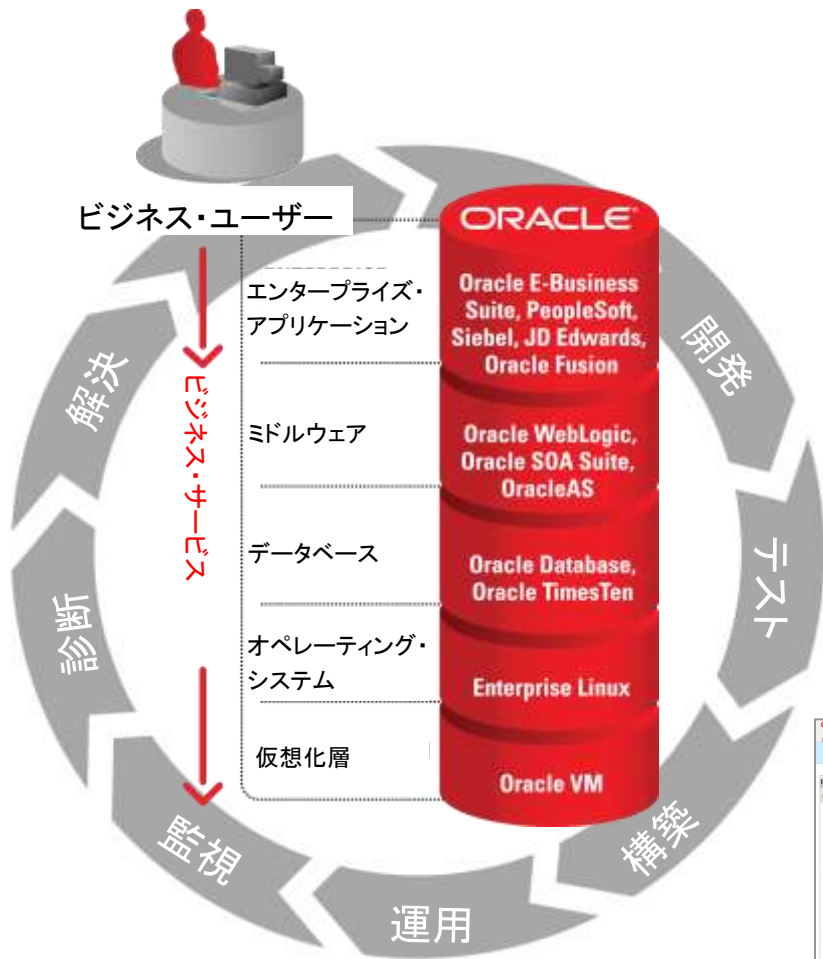 ビジネス・ユーザー
ORACLE
エンタープライズ・
アプリケーション
Oracle E-Business
Suite, PeopleSoft,
Siebel, JD Edwards,
Oracle Fusion
ミドルウェア
Oracle WebLogic,
Oracle SOA Suite,
OracleAS
データベース
Oracle Database,
Oracle TimesTen
オペレーティング・
システム
Enterprise Linux
仮想化層
Oracle VM
ビジネス・サービス
開発
テスト
構築
運用
監視
診断
解決